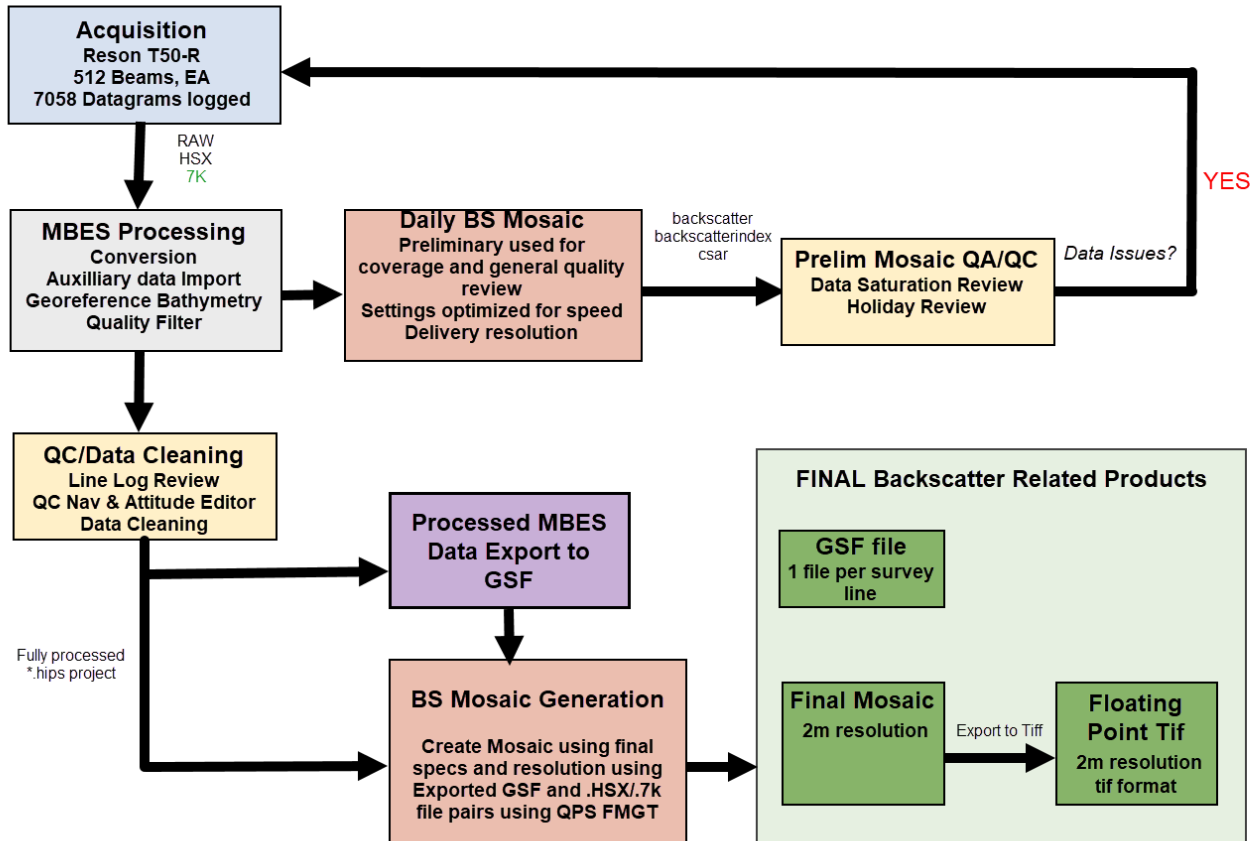 Acquisition
Reson T50-R
512 Beams, EA
7058 Datagrams logged
RAW
HSX
7K
YES
MBES Processing
Conversion
Auxilliary data Import
Georeference Bathymetry
Quality Filter
Daily BS Mosaic
Preliminary used for
coverage and general quality
review
Settings optimized for speed
Delivery resolution
backscatter
backscatterindex
csar
Prelim Mosaic QA/QC
Data Saturation Review
Holiday Review
Data Issues?
QC/Data Cleaning
Line Log Review
QC Nav & Attitude Editor
Data Cleaning
Processed MBES
Data Export to
GSF
Fully processed
*.hips project
BS Mosaic Generation
Create Mosaic using final
specs and resolution using
Exported GSF and .HSX/.7k
file pairs using QPS FMGT
FINAL Backscatter Related Products
GSF file
1 file per survey
line
Final Mosaic
2m resolution
Export to Tiff
Floating
Point Tif
2m resolution
tif format